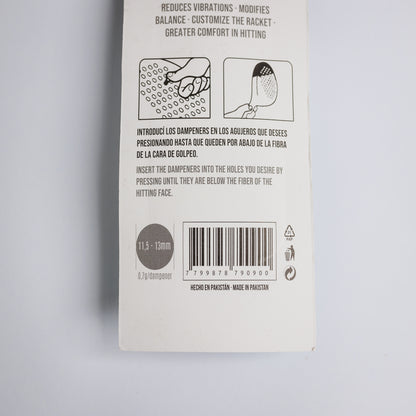 REDUCES VIBRATIONS · MODIFIES
BALANCE · CUSTOMIZE THE RACKET ·
GREATER COMFORT IN HITTING
INTRODUCÍ LOS DAMPENERS EN LOS AGUJEROS QUE DESEES
PRESIONANDO HASTA QUE QUEDEN POR ABAJO DE LA FIBRA
DE LA CARA DE GOLPEO.
INSERT THE DAMPENERS INTO THE HOLES YOU DESIRE BY
PRESSING UNTIL THEY ARE BELOW THE FIBER OF THE
HITTING FACE.
11,5 - 13mm
0,7g/dampener
7 799878 790900
HECHO EN PAKISTÁN · MADE IN PAKISTAN